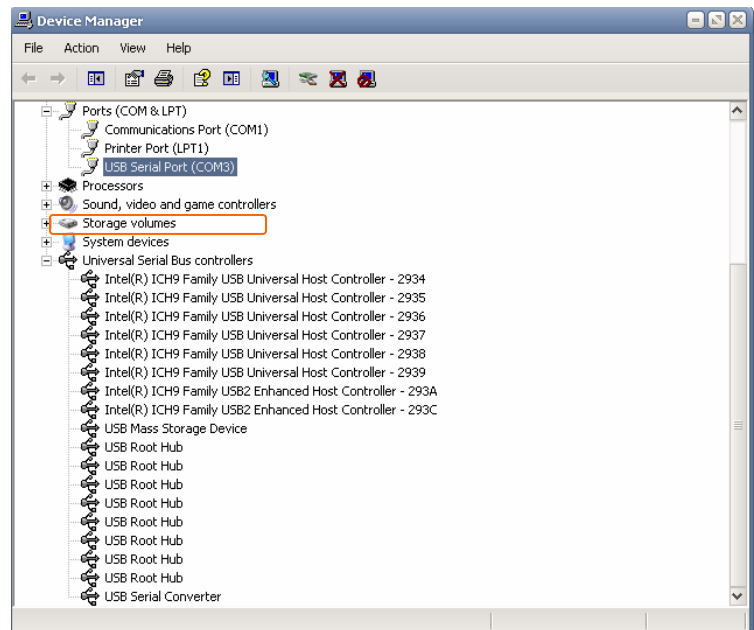 Device Manager
File Action View Help
Ports (COM & LPT)
Communications Port (COM1)
Printer Port (LPT1)
USB Serial Port (COM3)
Processors
Sound, video and game controllers
Storage volumes
System devices
Universal Serial Bus controllers
Intel(R) ICH9 Family USB Universal Host Controller - 2934
Intel(R) ICH9 Family USB Universal Host Controller - 2935
Intel(R) ICH9 Family USB Universal Host Controller - 2936
Intel(R) ICH9 Family USB Universal Host Controller - 2937
Intel(R) ICH9 Family USB Universal Host Controller - 2938
Intel(R) ICH9 Family USB Universal Host Controller - 2939
Intel(R) ICH9 Family USB2 Enhanced Host Controller - 293A
Intel(R) ICH9 Family USB2 Enhanced Host Controller - 293C
USB Mass Storage Device
USB Root Hub
USB Root Hub
USB Root Hub
USB Root Hub
USB Root Hub
USB Root Hub
USB Root Hub
USB Root Hub
USB Serial Converter